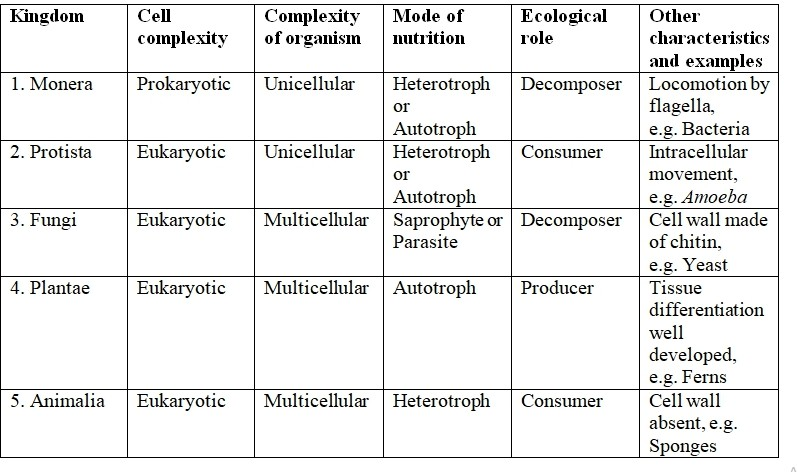 Kingdom
Cell
complexity
Complexity
of organism
Mode of
nutrition
Ecological
role
Other
characteristics
and examples
1. Monera
Prokaryotic
Unicellular
Heterotroph
or
Autotroph
Decomposer
Locomotion by
flagella,
e.g. Bacteria
2. Protista
Eukaryotic
Unicellular
Heterotroph
or
Autotroph
Consumer
Intracellular
movement,
e.g. Amoeba
3. Fungi
Eukaryotic
Multicellular
Saprophyte or
Parasite
Decomposer
Cell wall made
of chitin,
e.g. Yeast
4. Plantae
Eukaryotic
Multicellular
Autotroph
Producer
Tissue
differentiation
well
developed,
e.g. Ferns
5. Animalia
Eukaryotic
Multicellular
Heterotroph
Consumer
Cell wall
absent, e.g.
Sponges